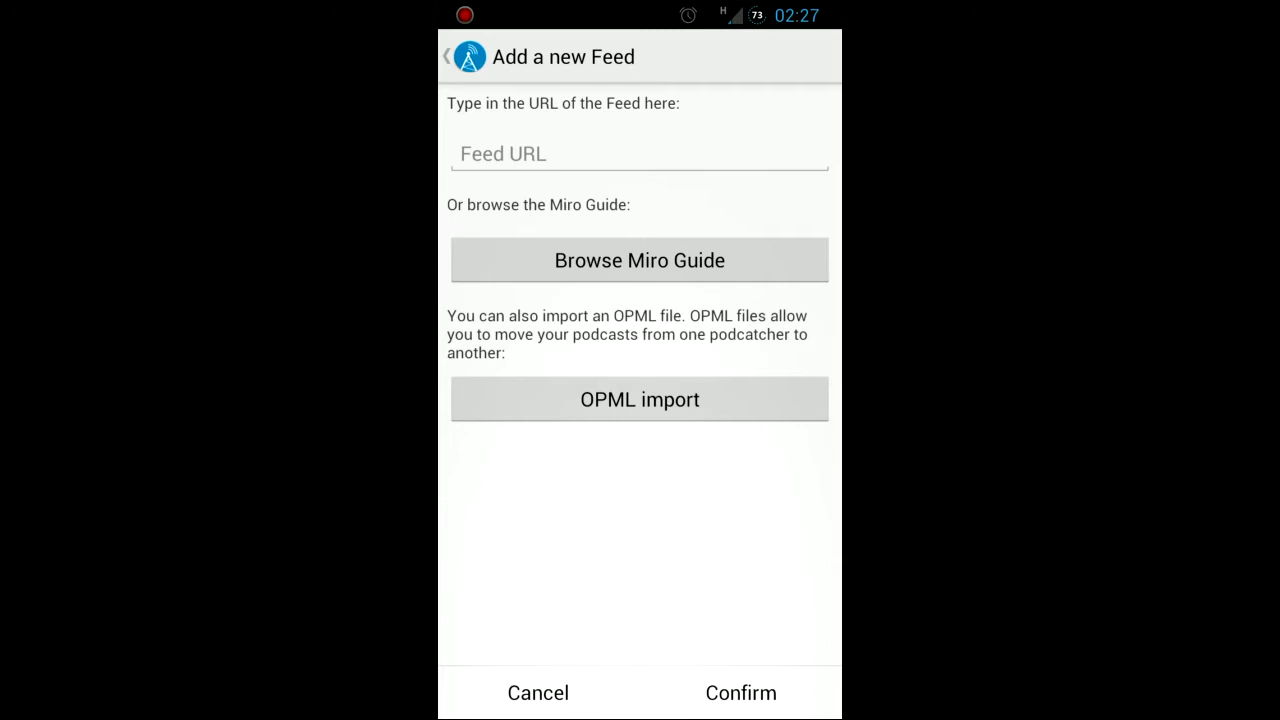 H 73 02:27
Add a new Feed
Type in the URL of the Feed here:
Feed URL
Or browse the Miro Guide:
Browse Miro Guide
You can also import an OPML file. OPML files allow
you to move your podcasts from one podcatcher to
another:
OPML import
Cancel Confirm